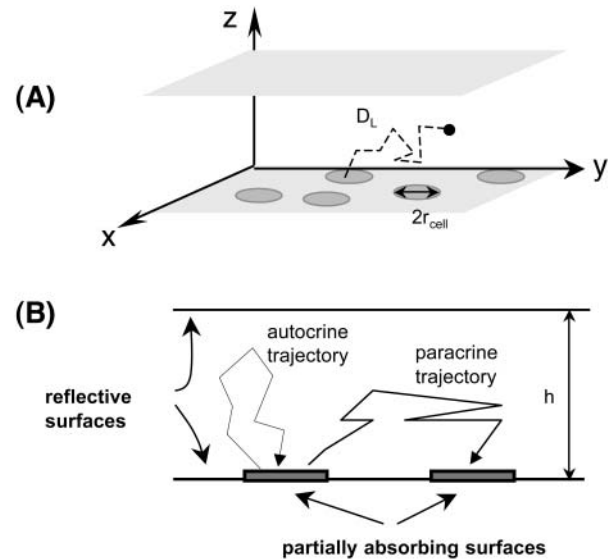 (A)
z
D_L
y
x
2r_cell
(B)
autocrine
trajectory
paracrine
trajectory
h
reflective
surfaces
partially absorbing surfaces